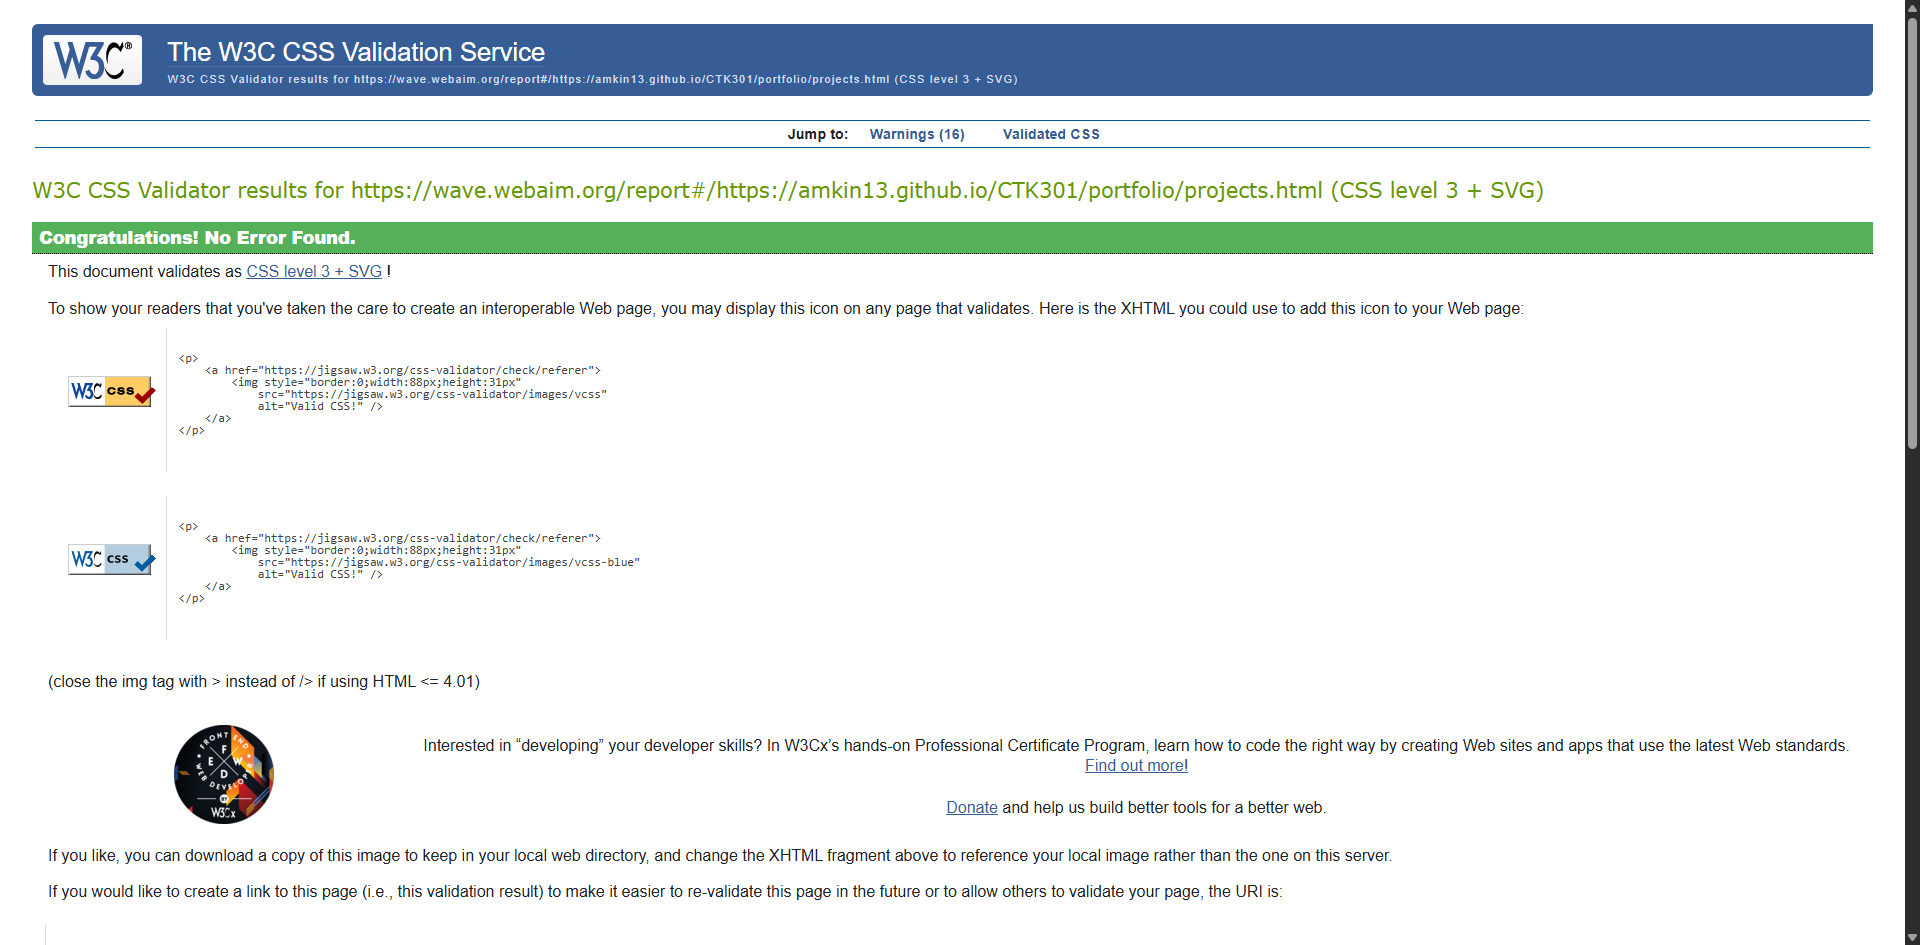 W3C®
The W3C CSS Validation Service
W3C CSS Validator results for https://wave.webaim.org/report#/https://amkin13.github.io/CTK301/portfolio/projects.html (CSS level 3 + SVG)
Jump to: Warnings (16) Validated CSS
W3C CSS Validator results for https://wave.webaim.org/report#/https://amkin13.github.io/CTK301/portfolio/projects.html (CSS level 3 + SVG)
Congratulations! No Error Found.
This document validates as CSS level 3 + SVG !
To show your readers that you've taken the care to create an interoperable Web page, you may display this icon on any page that validates. Here is the XHTML you could use to add this icon to your Web page:
W3C css
<p>
<a href="https://jigsaw.w3.org/css-validator/check/referer">
<img style="border:0;width:88px;height:31px"
src="https://jigsaw.w3.org/css-validator/images/vcss"
alt="Valid CSS!" />
</a>
</p>
W3C css
<p>
<a href="https://jigsaw.w3.org/css-validator/check/referer">
<img style="border:0;width:88px;height:31px"
src="https://jigsaw.w3.org/css-validator/images/vcss-blue"
alt="Valid CSS!" />
</a>
</p>
(close the img tag with > instead of /> if using HTML <= 4.01)
FRONT END
F
E W
D
WEB DEVELOPER
W3Cx
Interested in “developing” your developer skills? In W3Cx’s hands-on Professional Certificate Program, learn how to code the right way by creating Web sites and apps that use the latest Web standards.
Find out more!
Donate and help us build better tools for a better web.
If you like, you can download a copy of this image to keep in your local web directory, and change the XHTML fragment above to reference your local image rather than the one on this server.
If you would like to create a link to this page (i.e., this validation result) to make it easier to re-validate this page in the future or to allow others to validate your page, the URI is: